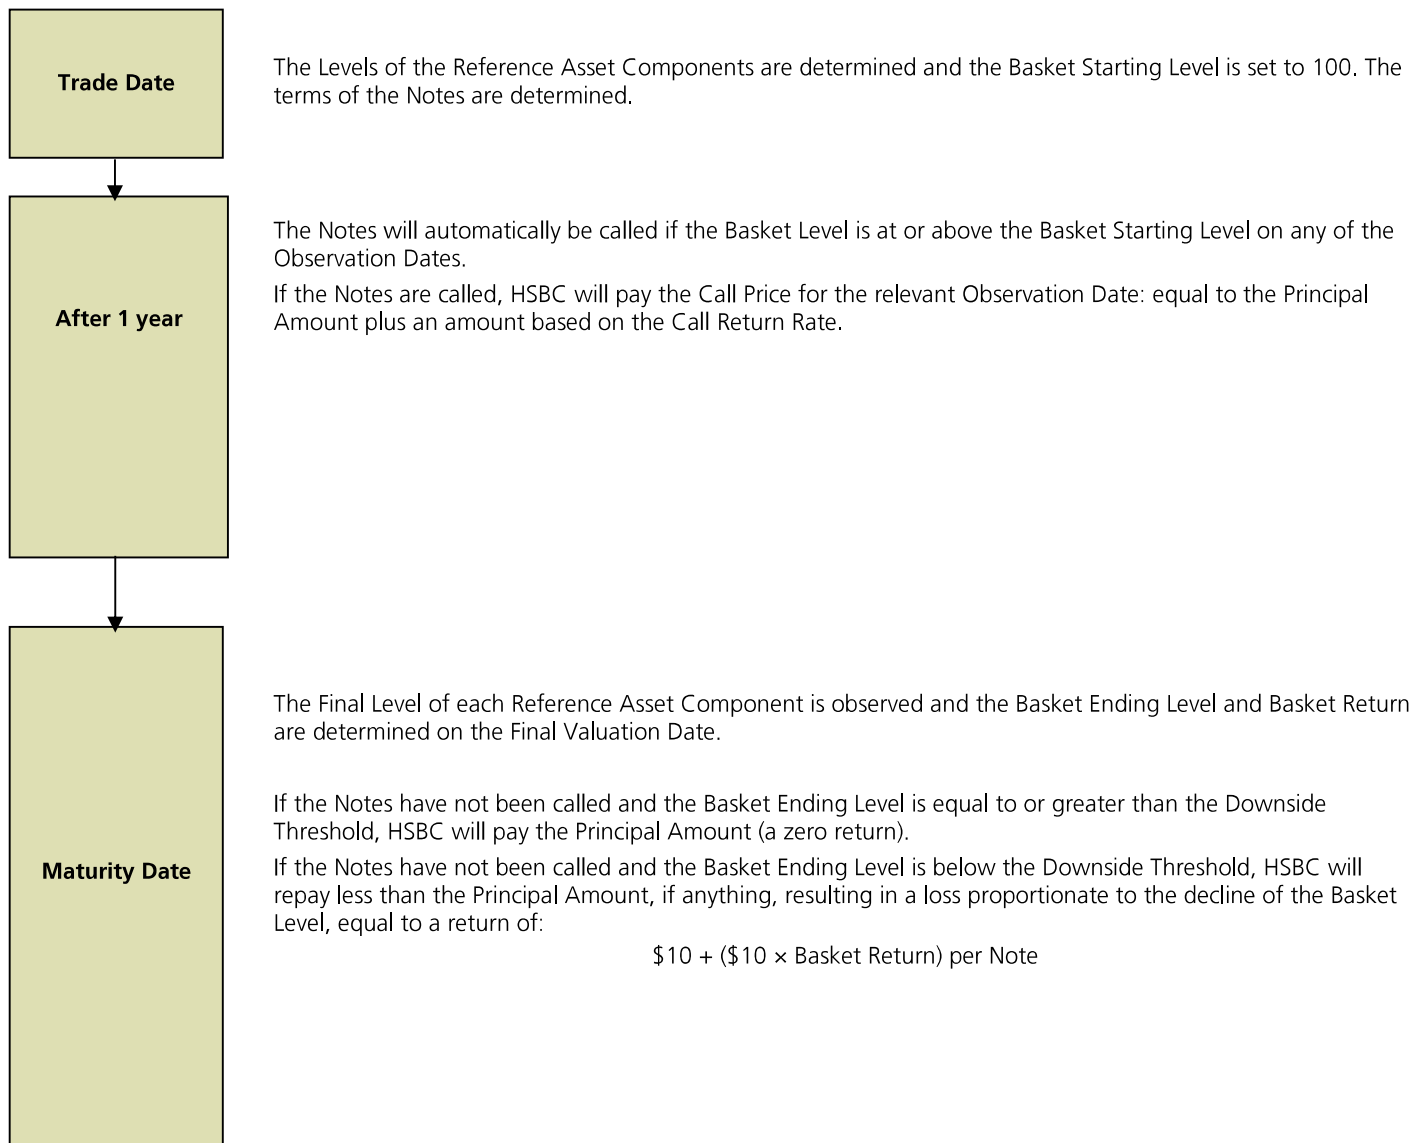 Trade Date
The Levels of the Reference Asset Components are determined and the Basket Starting Level is set to 100. The
terms of the Notes are determined.
After 1 year
The Notes will automatically be called if the Basket Level is at or above the Basket Starting Level on any of the
Observation Dates.
If the Notes are called, HSBC will pay the Call Price for the relevant Observation Date: equal to the Principal
Amount plus an amount based on the Call Return Rate.
Maturity Date
The Final Level of each Reference Asset Component is observed and the Basket Ending Level and Basket Return
are determined on the Final Valuation Date.
If the Notes have not been called and the Basket Ending Level is equal to or greater than the Downside
Threshold, HSBC will pay the Principal Amount (a zero return).
If the Notes have not been called and the Basket Ending Level is below the Downside Threshold, HSBC will
repay less than the Principal Amount, if anything, resulting in a loss proportionate to the decline of the Basket
Level, equal to a return of:
$10 + ($10 × Basket Return) per Note